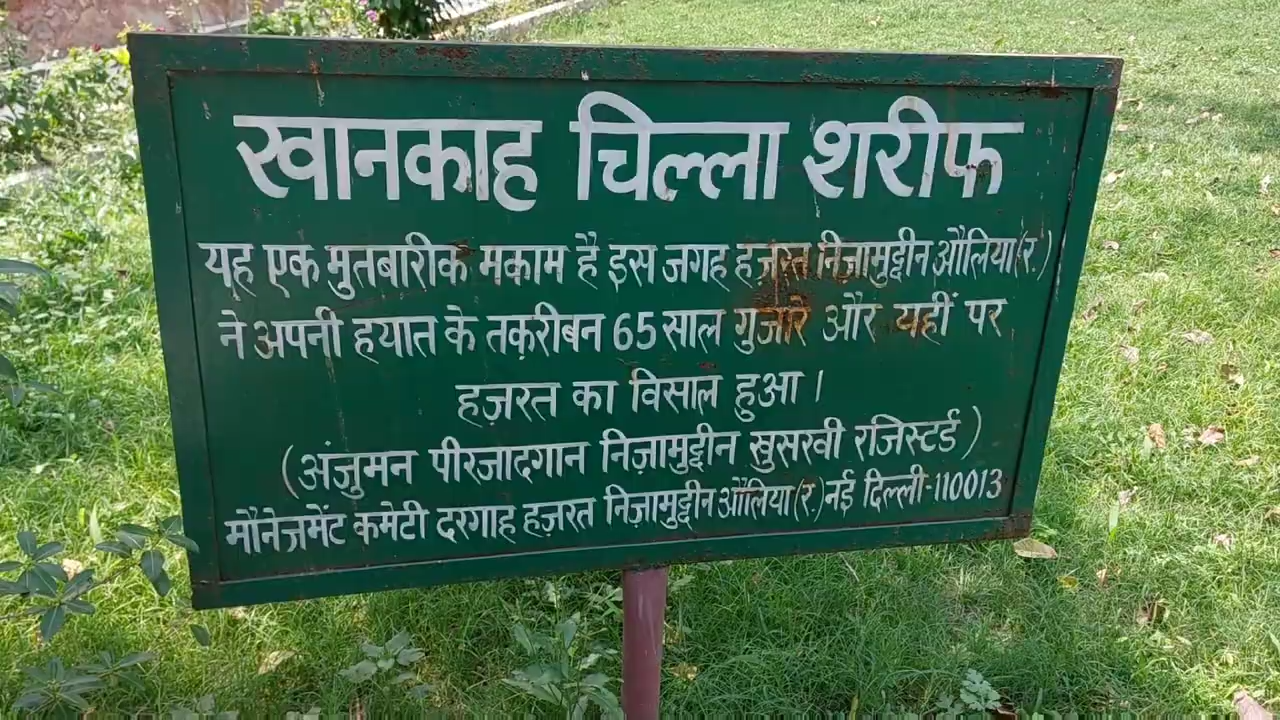 खानकाह चिल्ला शरीफ
यह एक मुतबारीक मकाम है इस जगह हज़रत निज़ामुद्दीन औलिया (र.)
ने अपनी हयात के तक़रीबन 65 साल गुजारे और यहीं पर
हज़रत का विसाल हुआ ।
(अंजुमन पीरजादगान निज़ामुद्दीन खुसरवी रजिस्टर्ड )
मौनेजमेंट कमेटी दरगाह हज़रत निज़ामुद्दीन औलिया (र.) नई दिल्ली-110013